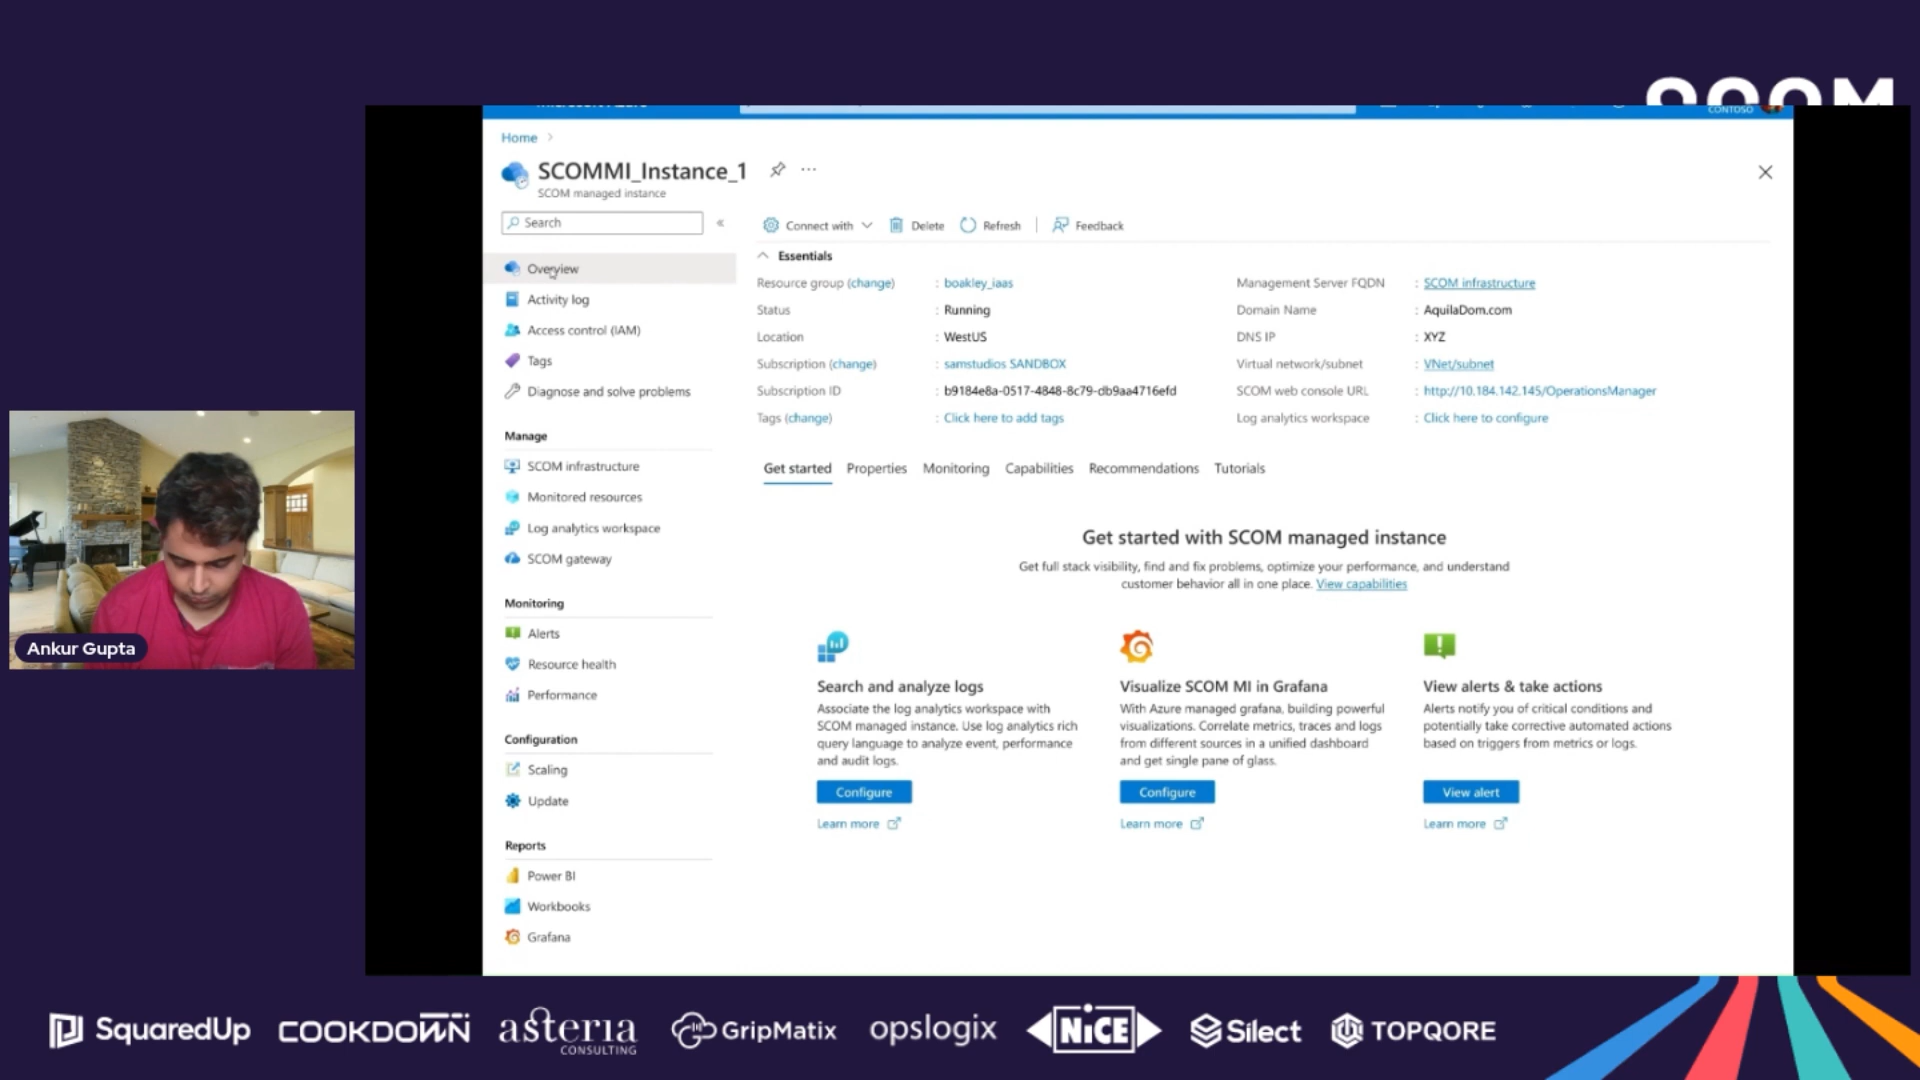 SCOM
CONTOSO
Home
SCOMMI_Instance_1
SCOM managed instance
Search
Connect with
Delete
Refresh
Feedback
Overview
Activity log
Access control (IAM)
Tags
Diagnose and solve problems
Manage
SCOM infrastructure
Monitored resources
Log analytics workspace
SCOM gateway
Monitoring
Alerts
Resource health
Performance
Configuration
Scaling
Update
Reports
Power BI
Workbooks
Grafana
Essentials
Resource group (change) : boakley_iaas
Status : Running
Location : WestUS
Subscription (change) : samstudios SANDBOX
Subscription ID : b9184e8a-0517-4848-8c79-db9aa4716efd
Tags (change) : Click here to add tags
Management Server FQDN : SCOM infrastructure
Domain Name : AquilaDom.com
DNS IP : XYZ
Virtual network/subnet : VNet/subnet
SCOM web console URL : http://10.184.142.145/OperationsManager
Log analytics workspace : Click here to configure
Get started Properties Monitoring Capabilities Recommendations Tutorials
Get started with SCOM managed instance
Get full stack visibility, find and fix problems, optimize your performance, and understand
customer behavior all in one place. View capabilities
Search and analyze logs
Associate the log analytics workspace with
SCOM managed instance. Use log analytics rich
query language to analyze event, performance
and audit logs.
Configure
Learn more
Visualize SCOM MI in Grafana
With Azure managed grafana, building powerful
visualizations. Correlate metrics, traces and logs
from different sources in a unified dashboard
and get single pane of glass.
Configure
Learn more
View alerts & take actions
Alerts notify you of critical conditions and
potentially take corrective automated actions
based on triggers from metrics or logs.
View alert
Learn more
Ankur Gupta
SquaredUp
COOKDOWN
asteria
CONSULTING
GripMatix
opslogix
NiCE
Silect
TOPQORE